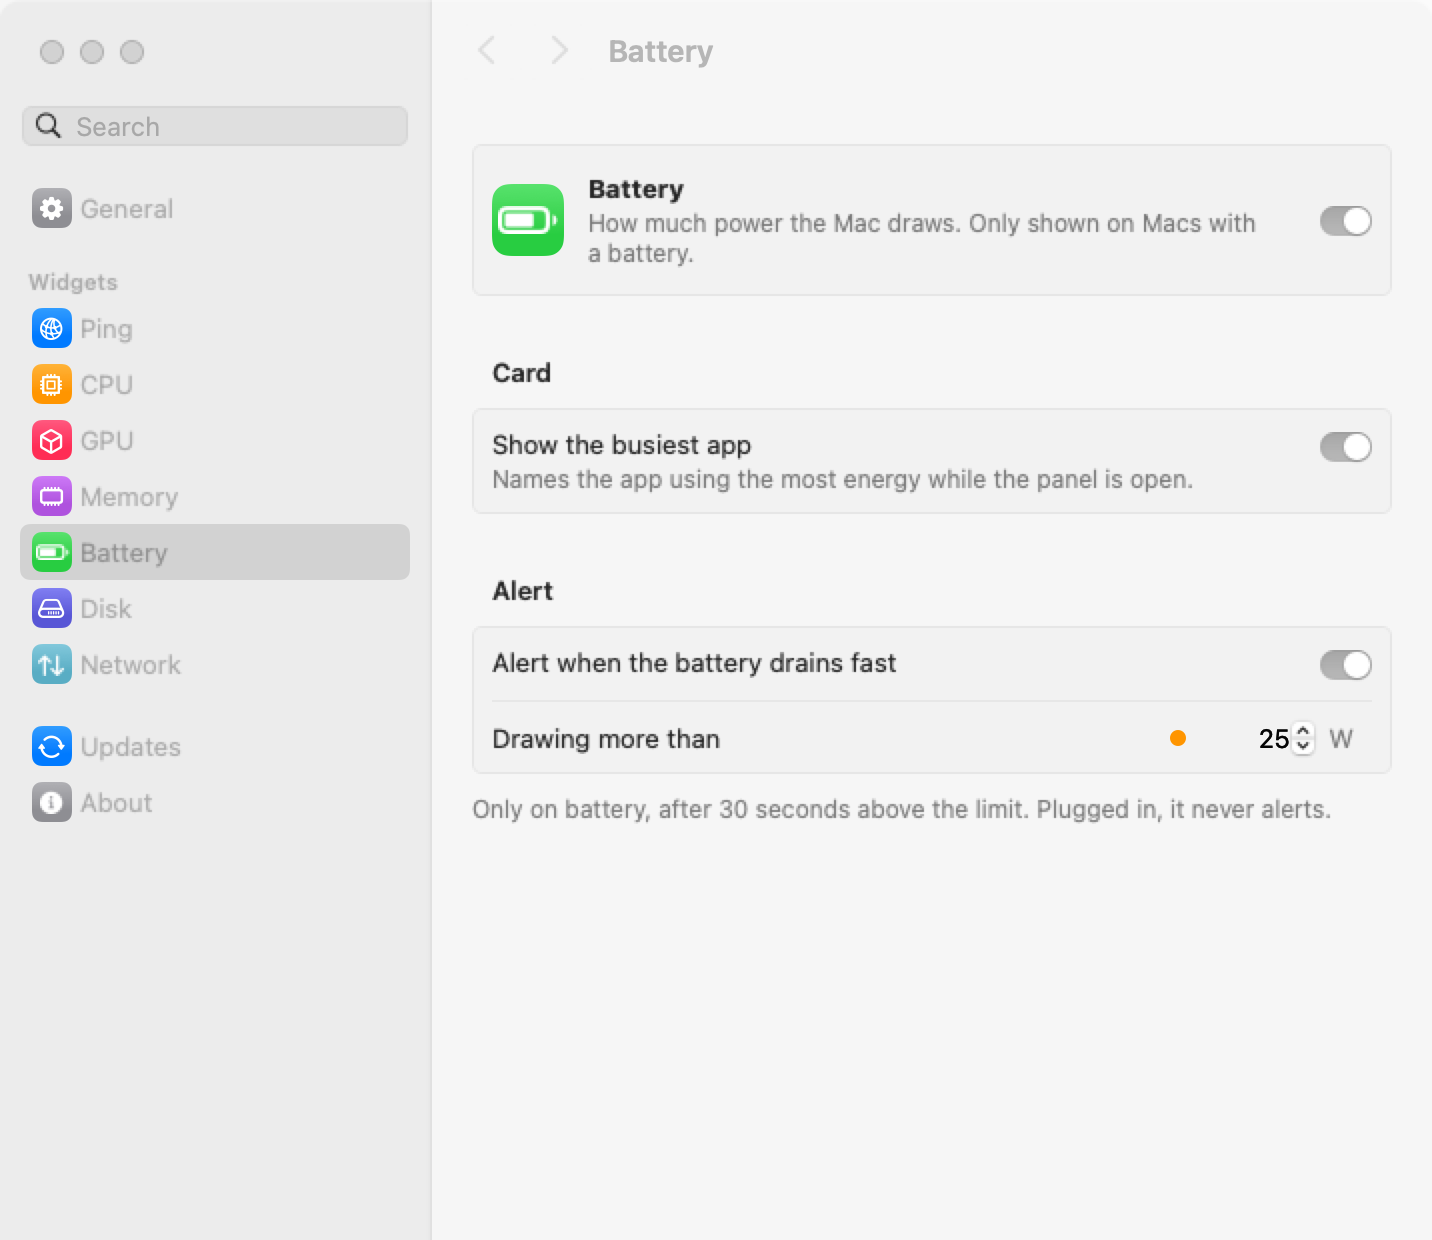 Battery
Search
General
Widgets
Ping
CPU
GPU
Memory
Battery
Disk
Network
Updates
About
Battery
How much power the Mac draws. Only shown on Macs with
a battery.
Card
Show the busiest app
Names the app using the most energy while the panel is open.
Alert
Alert when the battery drains fast
Drawing more than 25 W
Only on battery, after 30 seconds above the limit. Plugged in, it never alerts.